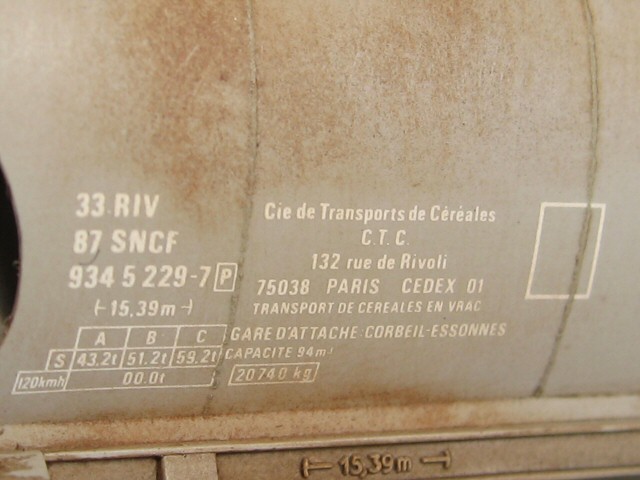 33 RIV
87 SNCF
934 5 229-7 P
15,39m
A B C
S 43.2t 51.2t 59.2t
120kmh 00.0t
Cie de Transports de Céréales
C.T.C.
132 rue de Rivoli
75038 PARIS CEDEX 01
TRANSPORT DE CEREALES EN VRAC
GARE D'ATTACHE:CORBEIL-ESSONNES
CAPACITE 94m³
20740 kg
15,39m